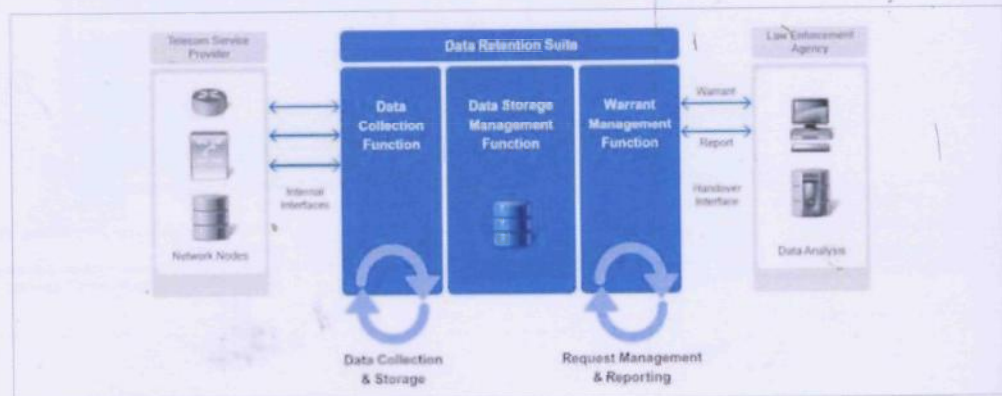 Telecom Service
Provider
Network Nodes
Internal
Interfaces
Data Retention Suite
Data
Collection
Function
Data Storage
Management
Function
Warrant
Management
Function
Data Collection
& Storage
Request Management
& Reporting
Warrant
Report
Handover
Interface
Law Enforcement
Agency
Data Analysis